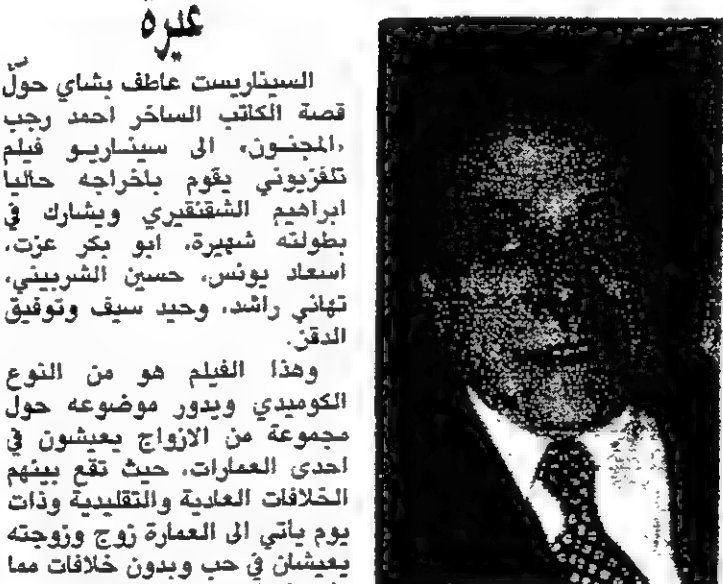 غيرة
السيناريست عاطف بشاي حوّل
قصة الكاتب الساخر احمد رجب
«المجنون» الى سيناريو فيلم
تلفزيوني يقوم باخراجه حاليا
ابراهيم الشقنقيري ويشارك في
بطولته شهيرة، ابو بكر عزت،
اسعاد يونس، حسين الشربيني،
تهاني راشد، وحيد سيف وتوفيق
الدقن.
وهذا الفيلم هو من النوع
الكوميدي ويدور موضوعه حول
مجموعة من الازواج يعيشون في
احدى العمارات، حيث تقع بينهم
الخلافات العادية والتقليدية وذات
يوم يأتي الى العمارة زوج وزوجته
يعيشان في حب وبدون خلافات مما